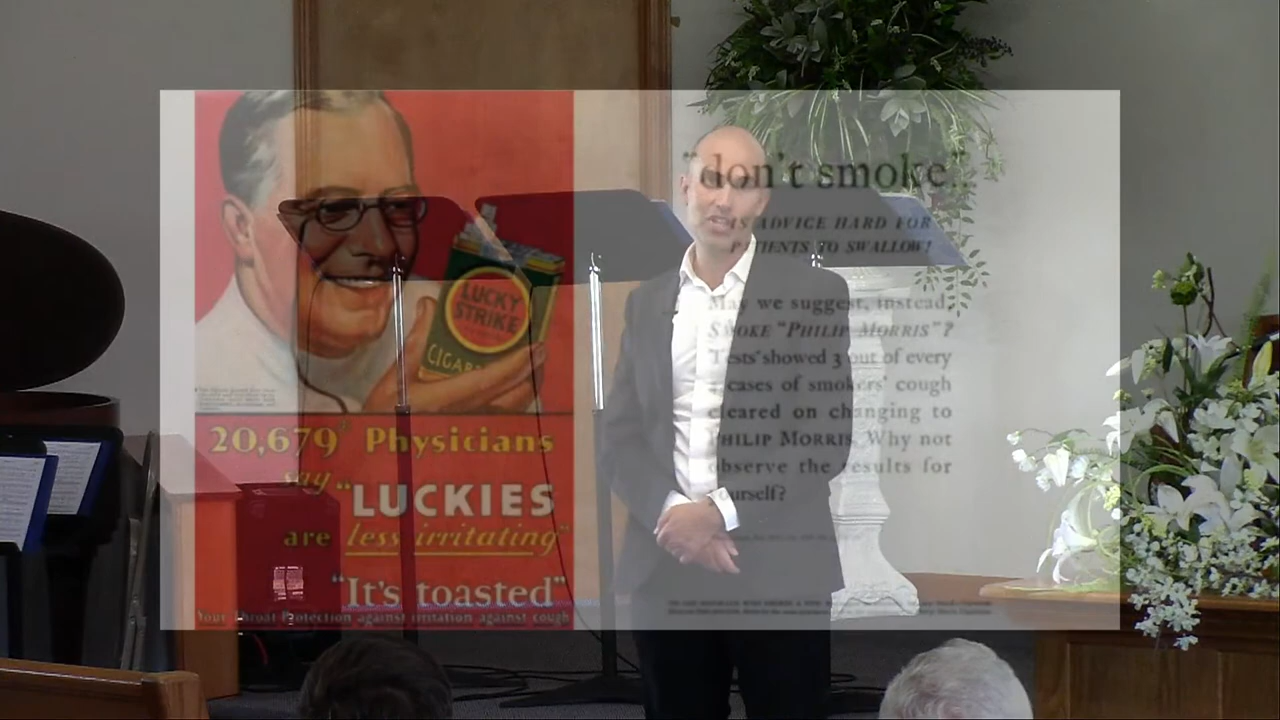 LUCKY
STRIKE
CIGAR
20,679* Physicians
say "LUCKIES
are less irritating"
"It's toasted"
Your Throat Protection against irritation against cough
"don't smoke"
IS ADVICE HARD FOR
PATIENTS TO SWALLOW!
May we suggest, instead,
SMOKE "PHILIP MORRIS"?
Tests showed 3 out of every
cases of smokers' cough
cleared on changing to
PHILIP MORRIS. Why not
observe the results for
yourself?